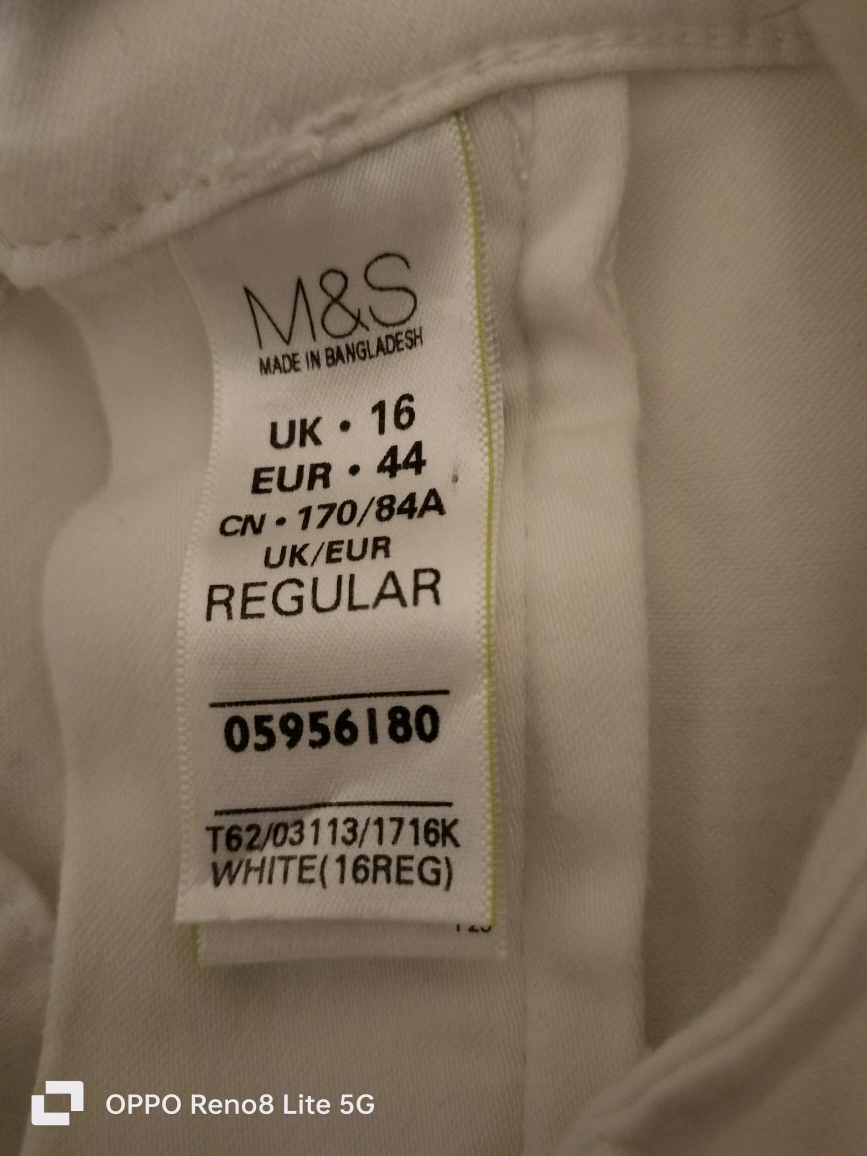 M&S
MADE IN BANGLADESH
UK • 16
EUR • 44
CN • 170/84A
UK/EUR
REGULAR
05956180
T62/03113/1716K
WHITE(16REG)
OPPO Reno8 Lite 5G